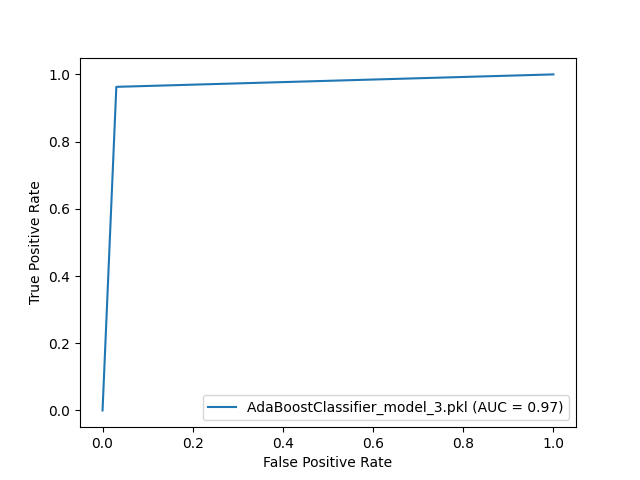 1.0
0.8
0.6
0.4
0.2
0.0
True Positive Rate
AdaBoostClassifier_model_3.pkl (AUC = 0.97)
0.0 0.2 0.4 0.6 0.8 1.0
False Positive Rate